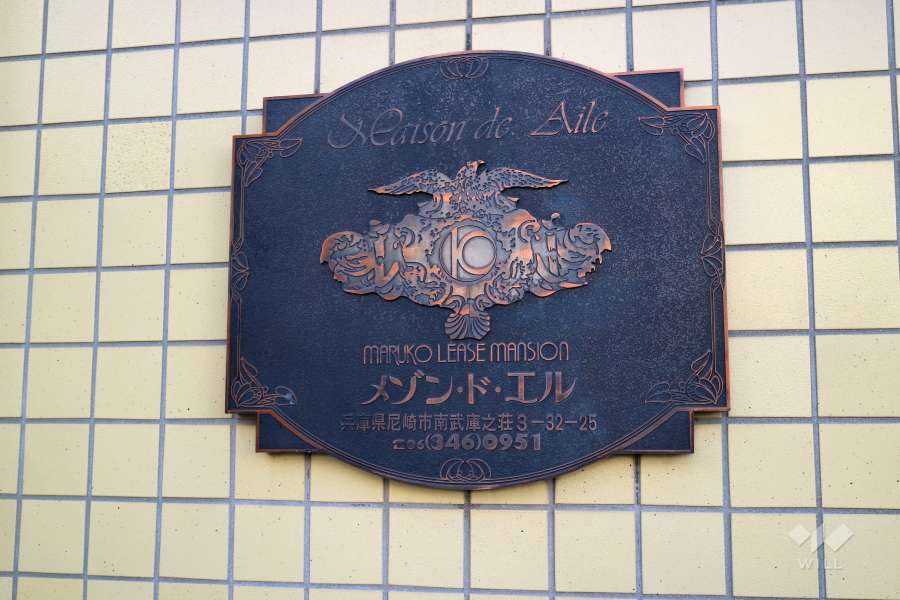 Maison de Aile
MARUKO LEASE MANSION
メゾン・ド・エル
兵庫県尼崎市南武庫之荘3-32-25
☎06(346)0951
WILL